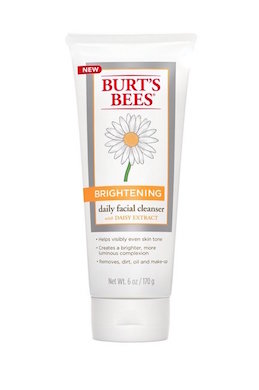 NEW
BURT'S
BEES®
BRIGHTENING
daily facial cleanser
with DAISY EXTRACT
• Helps visibly even skin tone
• Creates a brighter, more
luminous complexion
• Removes, dirt, oil and make-up
Net Wt. 6 oz / 170 g